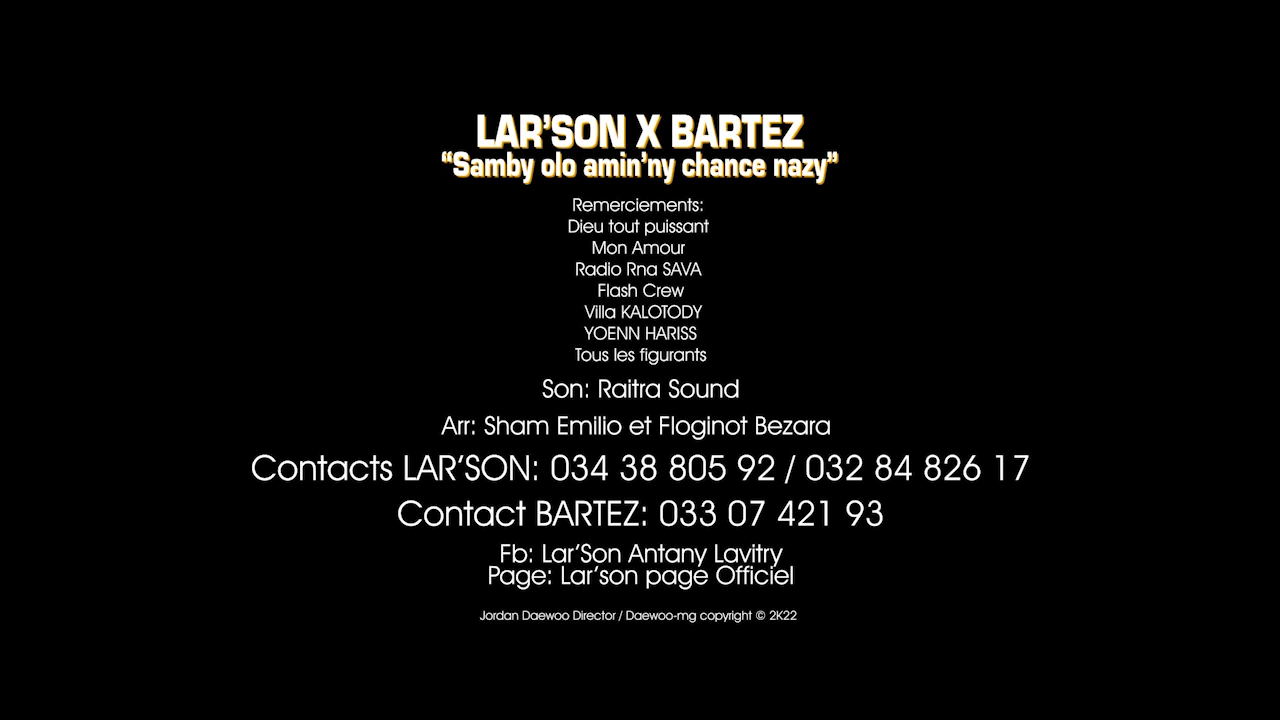 LAR’SON X BARTEZ
“Samby olo amin’ny chance nazy”
Remerciements:
Dieu tout puissant
Mon Amour
Radio Rna SAVA
Flash Crew
Villa KALOTODY
YOENN HARISS
Tous les figurants
Son: Raitra Sound
Arr: Sham Emilio et Floginot Bezara
Contacts LAR’SON: 034 38 805 92 / 032 84 826 17
Contact BARTEZ: 033 07 421 93
Fb: Lar’Son Antany Lavitry
Page: Lar’son page Officiel
Jordan Daewoo Director / Daewoo-mg copyright © 2K22